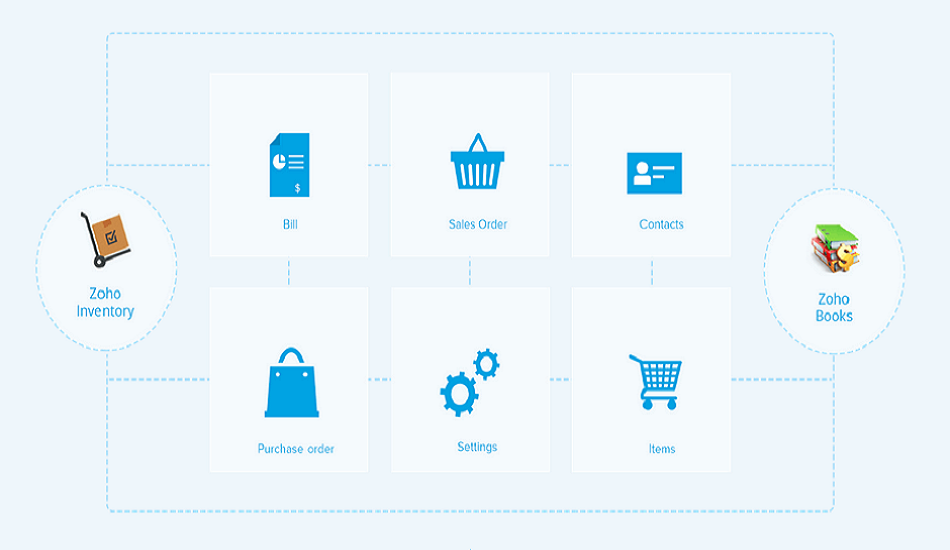 $
Bill
Sales Order
Contacts
Zoho
Inventory
Zoho
Books
Purchase order
Settings
Items